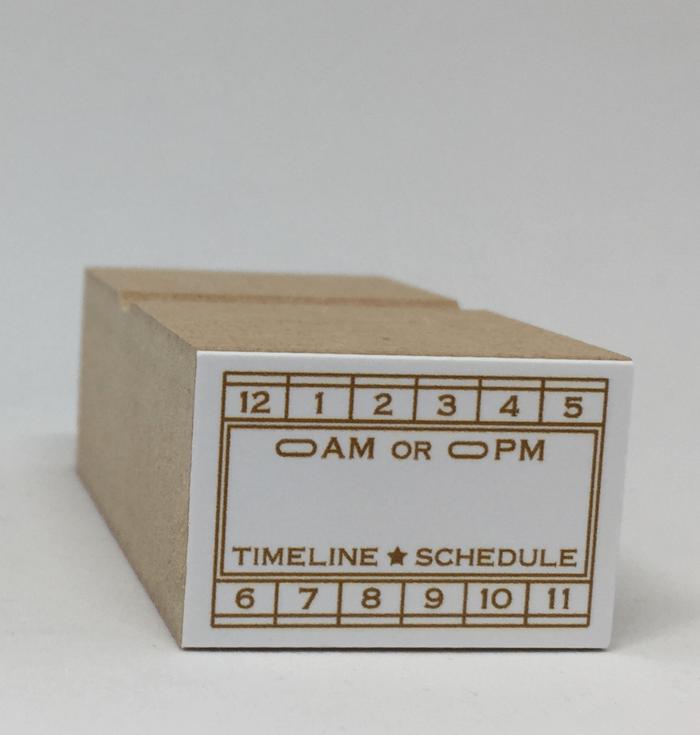 12 1 2 3 4 5
AM OR PM
TIMELINE ★ SCHEDULE
6 7 8 9 10 11